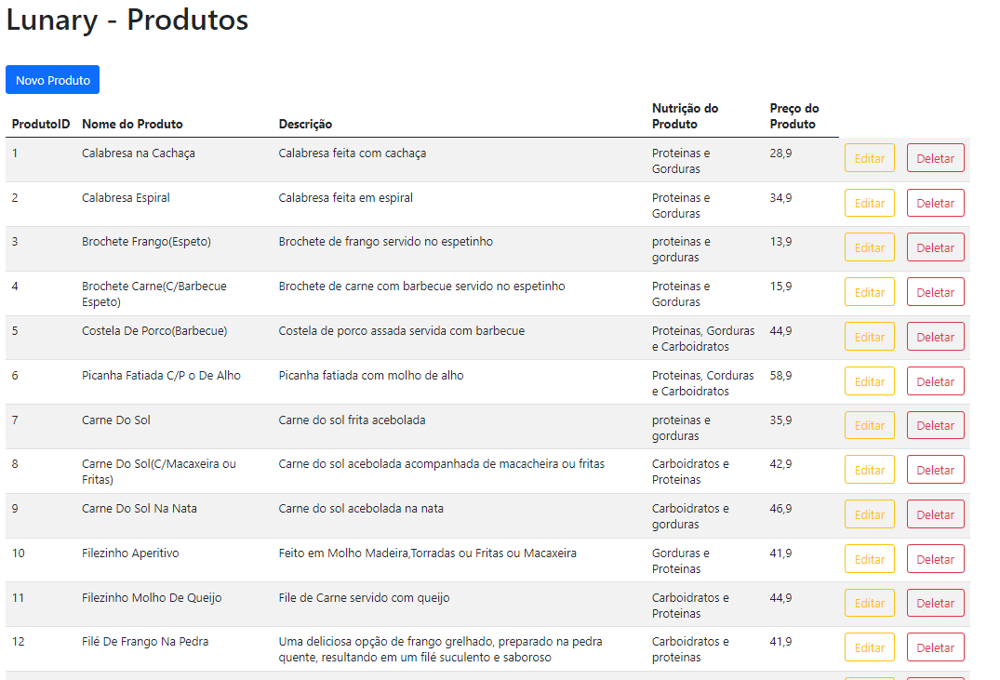 Lunary - Produtos
Novo Produto
ProdutoID Nome do Produto Descrição Nutrição do Produto Preço do Produto
1 Calabresa na Cachaça Calabresa feita com cachaça Proteinas e Gorduras 28,9 Editar Deletar
2 Calabresa Espiral Calabresa feita em espiral Proteinas e Gorduras 34,9 Editar Deletar
3 Brochete Frango(Espeto) Brochete de frango servido no espetinho proteinas e gorduras 13,9 Editar Deletar
4 Brochete Carne(C/Barbecue Espeto) Brochete de carne com barbecue servido no espetinho Proteinas e Gorduras 15,9 Editar Deletar
5 Costela De Porco(Barbecue) Costela de porco assada servida com barbecue Proteinas, Gorduras e Carboidratos 44,9 Editar Deletar
6 Picanha Fatiada C/P o De Alho Picanha fatiada com molho de alho Proteinas, Corduras e Carboidratos 58,9 Editar Deletar
7 Carne Do Sol Carne do sol frita acebolada proteinas e gorduras 35,9 Editar Deletar
8 Carne Do Sol(C/Macaxeira ou Fritas) Carne do sol acebolada acompanhada de macacheira ou fritas Carboidratos e Proteinas 42,9 Editar Deletar
9 Carne Do Sol Na Nata Carne do sol acebolada na nata Carboidratos e gorduras 46,9 Editar Deletar
10 Filezinho Aperitivo Feito em Molho Madeira,Torradas ou Fritas ou Macaxeira Gorduras e Proteinas 41,9 Editar Deletar
11 Filezinho Molho De Queijo File de Carne servido com queijo Carboidratos e Proteinas 44,9 Editar Deletar
12 Filé De Frango Na Pedra Uma deliciosa opção de frango grelhado, preparado na pedra quente, resultando em um filé suculento e saboroso Carboidratos e proteinas 41,9 Editar Deletar